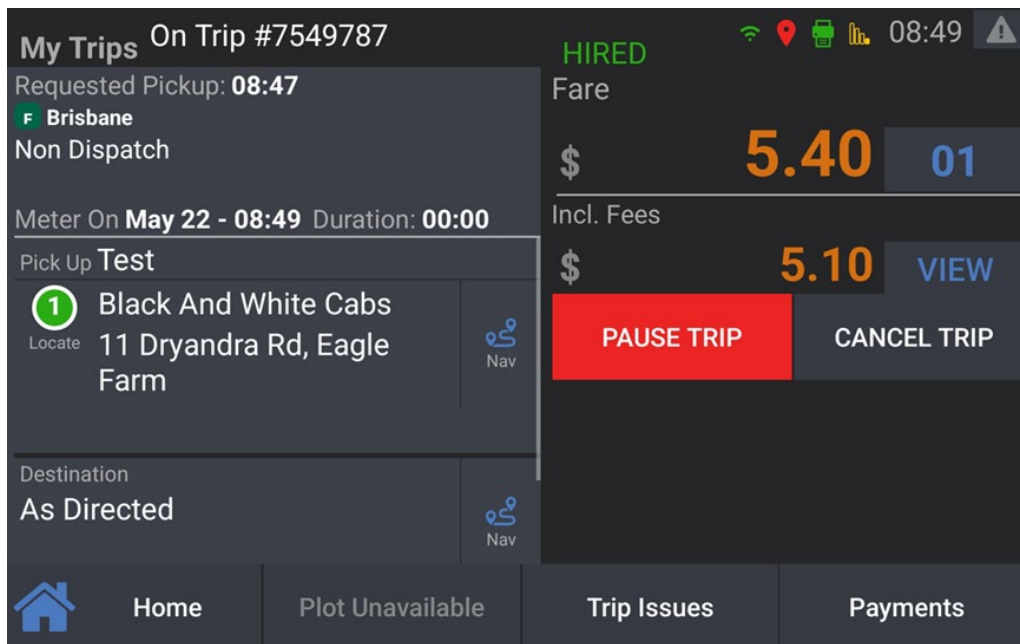 My Trips On Trip #7549787
Requested Pickup: 08:47
F Brisbane
Non Dispatch
Meter On May 22 - 08:49 Duration: 00:00
Pick Up Test
1
Locate
Black And White Cabs
11 Dryandra Rd, Eagle
Farm
Nav
Destination
As Directed
Nav
HIRED
08:49
Fare
$ 5.40 01
Incl. Fees
$ 5.10 VIEW
PAUSE TRIP CANCEL TRIP
Home Plot Unavailable Trip Issues Payments